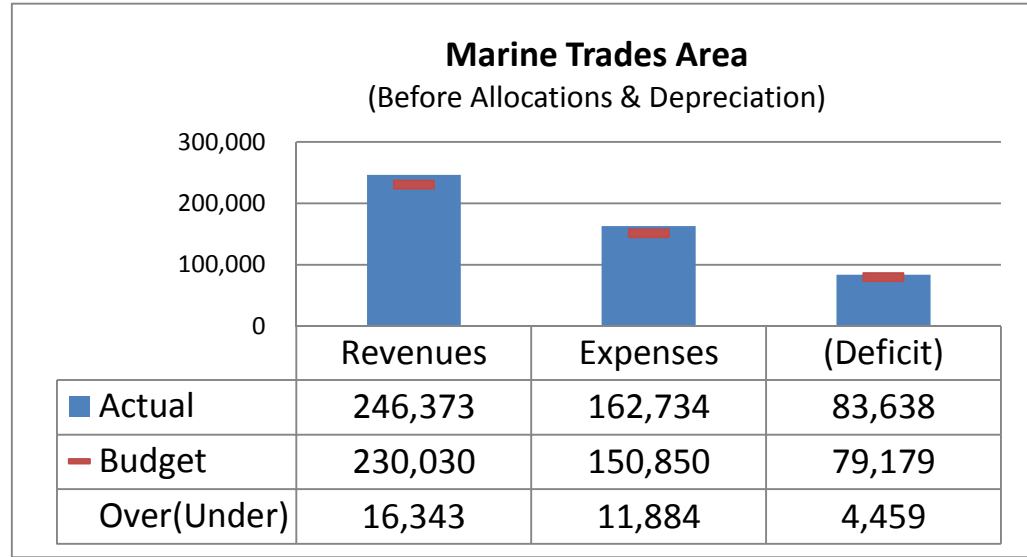 Marine Trades Area
(Before Allocations & Depreciation)
300,000
200,000
100,000
0
Revenues Expenses (Deficit)
Actual 246,373 162,734 83,638
Budget 230,030 150,850 79,179
Over(Under) 16,343 11,884 4,459